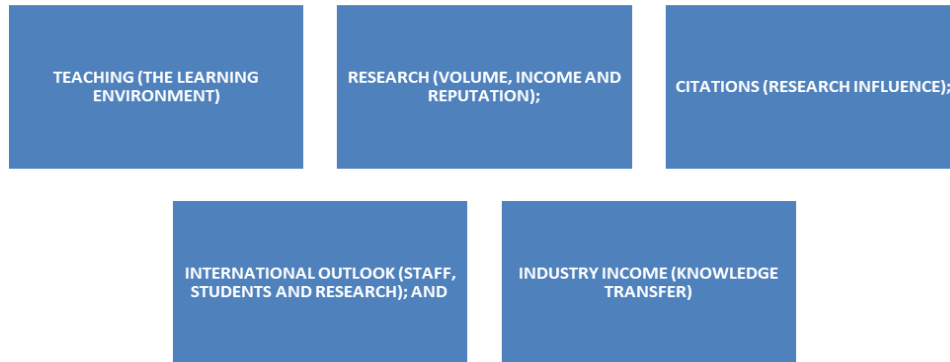 TEACHING (THE LEARNING
ENVIRONMENT)
RESEARCH (VOLUME, INCOME AND
REPUTATION);
CITATIONS (RESEARCH INFLUENCE);
INTERNATIONAL OUTLOOK (STAFF,
STUDENTS AND RESEARCH); AND
INDUSTRY INCOME (KNOWLEDGE
TRANSFER)